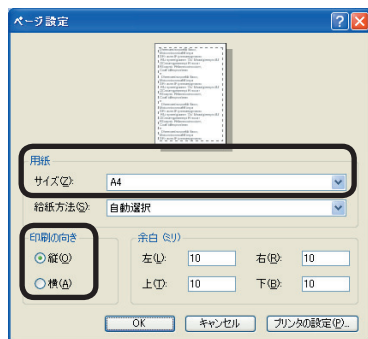 ページ設定
用紙
サイズ(Z): A4
給紙方法(S): 自動選択
印刷の向き 余白 (ミリ)
縦(O) 左(L): 10 右(R): 10
横(A) 上(T): 10 下(B): 10
OK キャンセル プリンタの設定(P)...